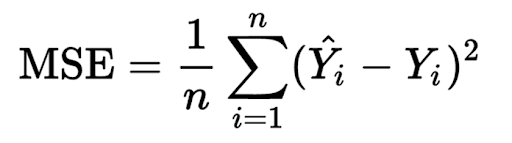 MSE = \frac{1}{n} \sum_{i=1}^{n} (\hat{Y}_i - Y_i)^2